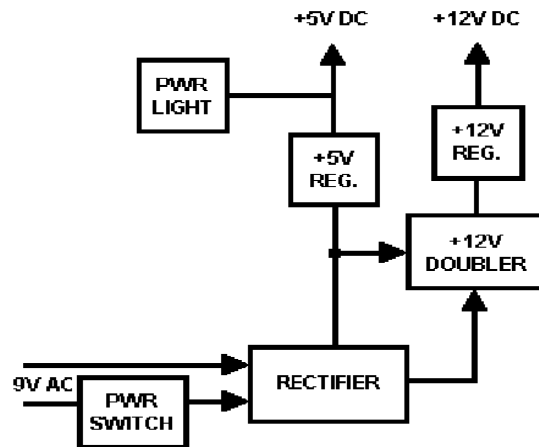 +5V DC
+12V DC
PWR
LIGHT
+5V
REG.
+12V
REG.
+12V
DOUBLER
RECTIFIER
9V AC
PWR
SWITCH